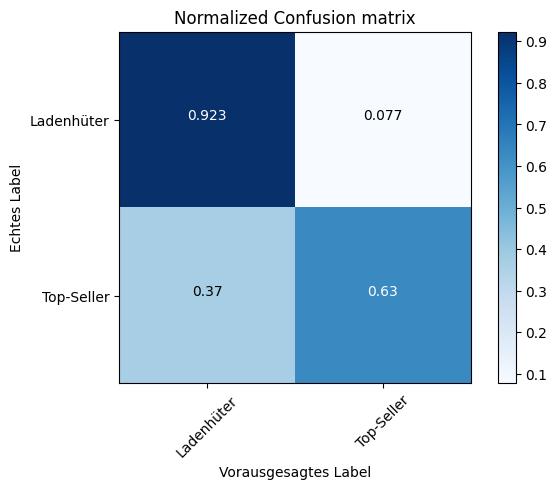 Normalized Confusion matrix
Echtes Label
Ladenhüter
0.923
0.077
Top-Seller
0.37
0.63
Ladenhüter
Top-Seller
Vorausgesagtes Label
0.9
0.8
0.7
0.6
0.5
0.4
0.3
0.2
0.1